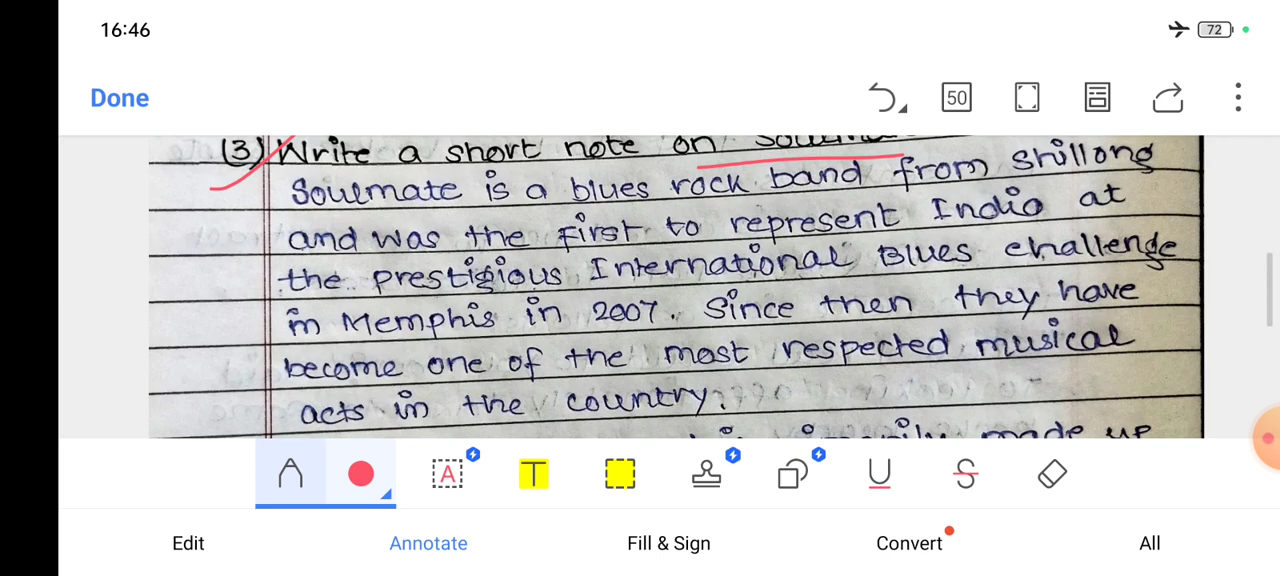 16:46
72
Done
50
(3) Write a short note on
Soulmate is a blues rock band from Shillong
and was the first to represent India at
the prestigious International Blues challenge
in Memphis in 2007. Since then they have
become one of the most respected musical
acts in the country.
made up
A
T
U
S
Edit
Annotate
Fill & Sign
Convert
All